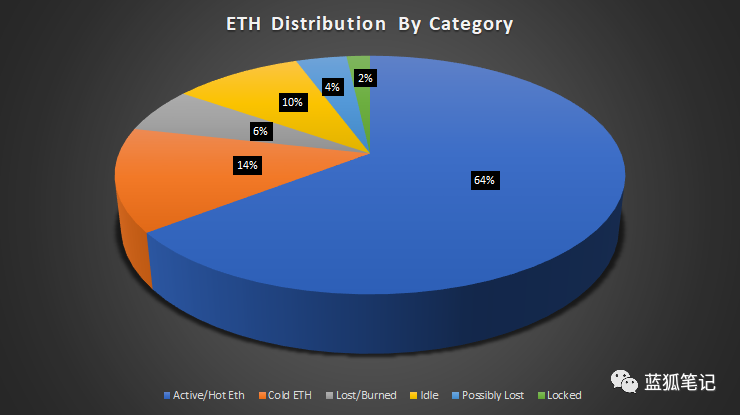 ETH Distribution By Category
2%
4%
10%
6%
14%
64%
Active/Hot Eth Cold ETH Lost/Burned Idle Possibly Lost Locked
蓝狐笔记